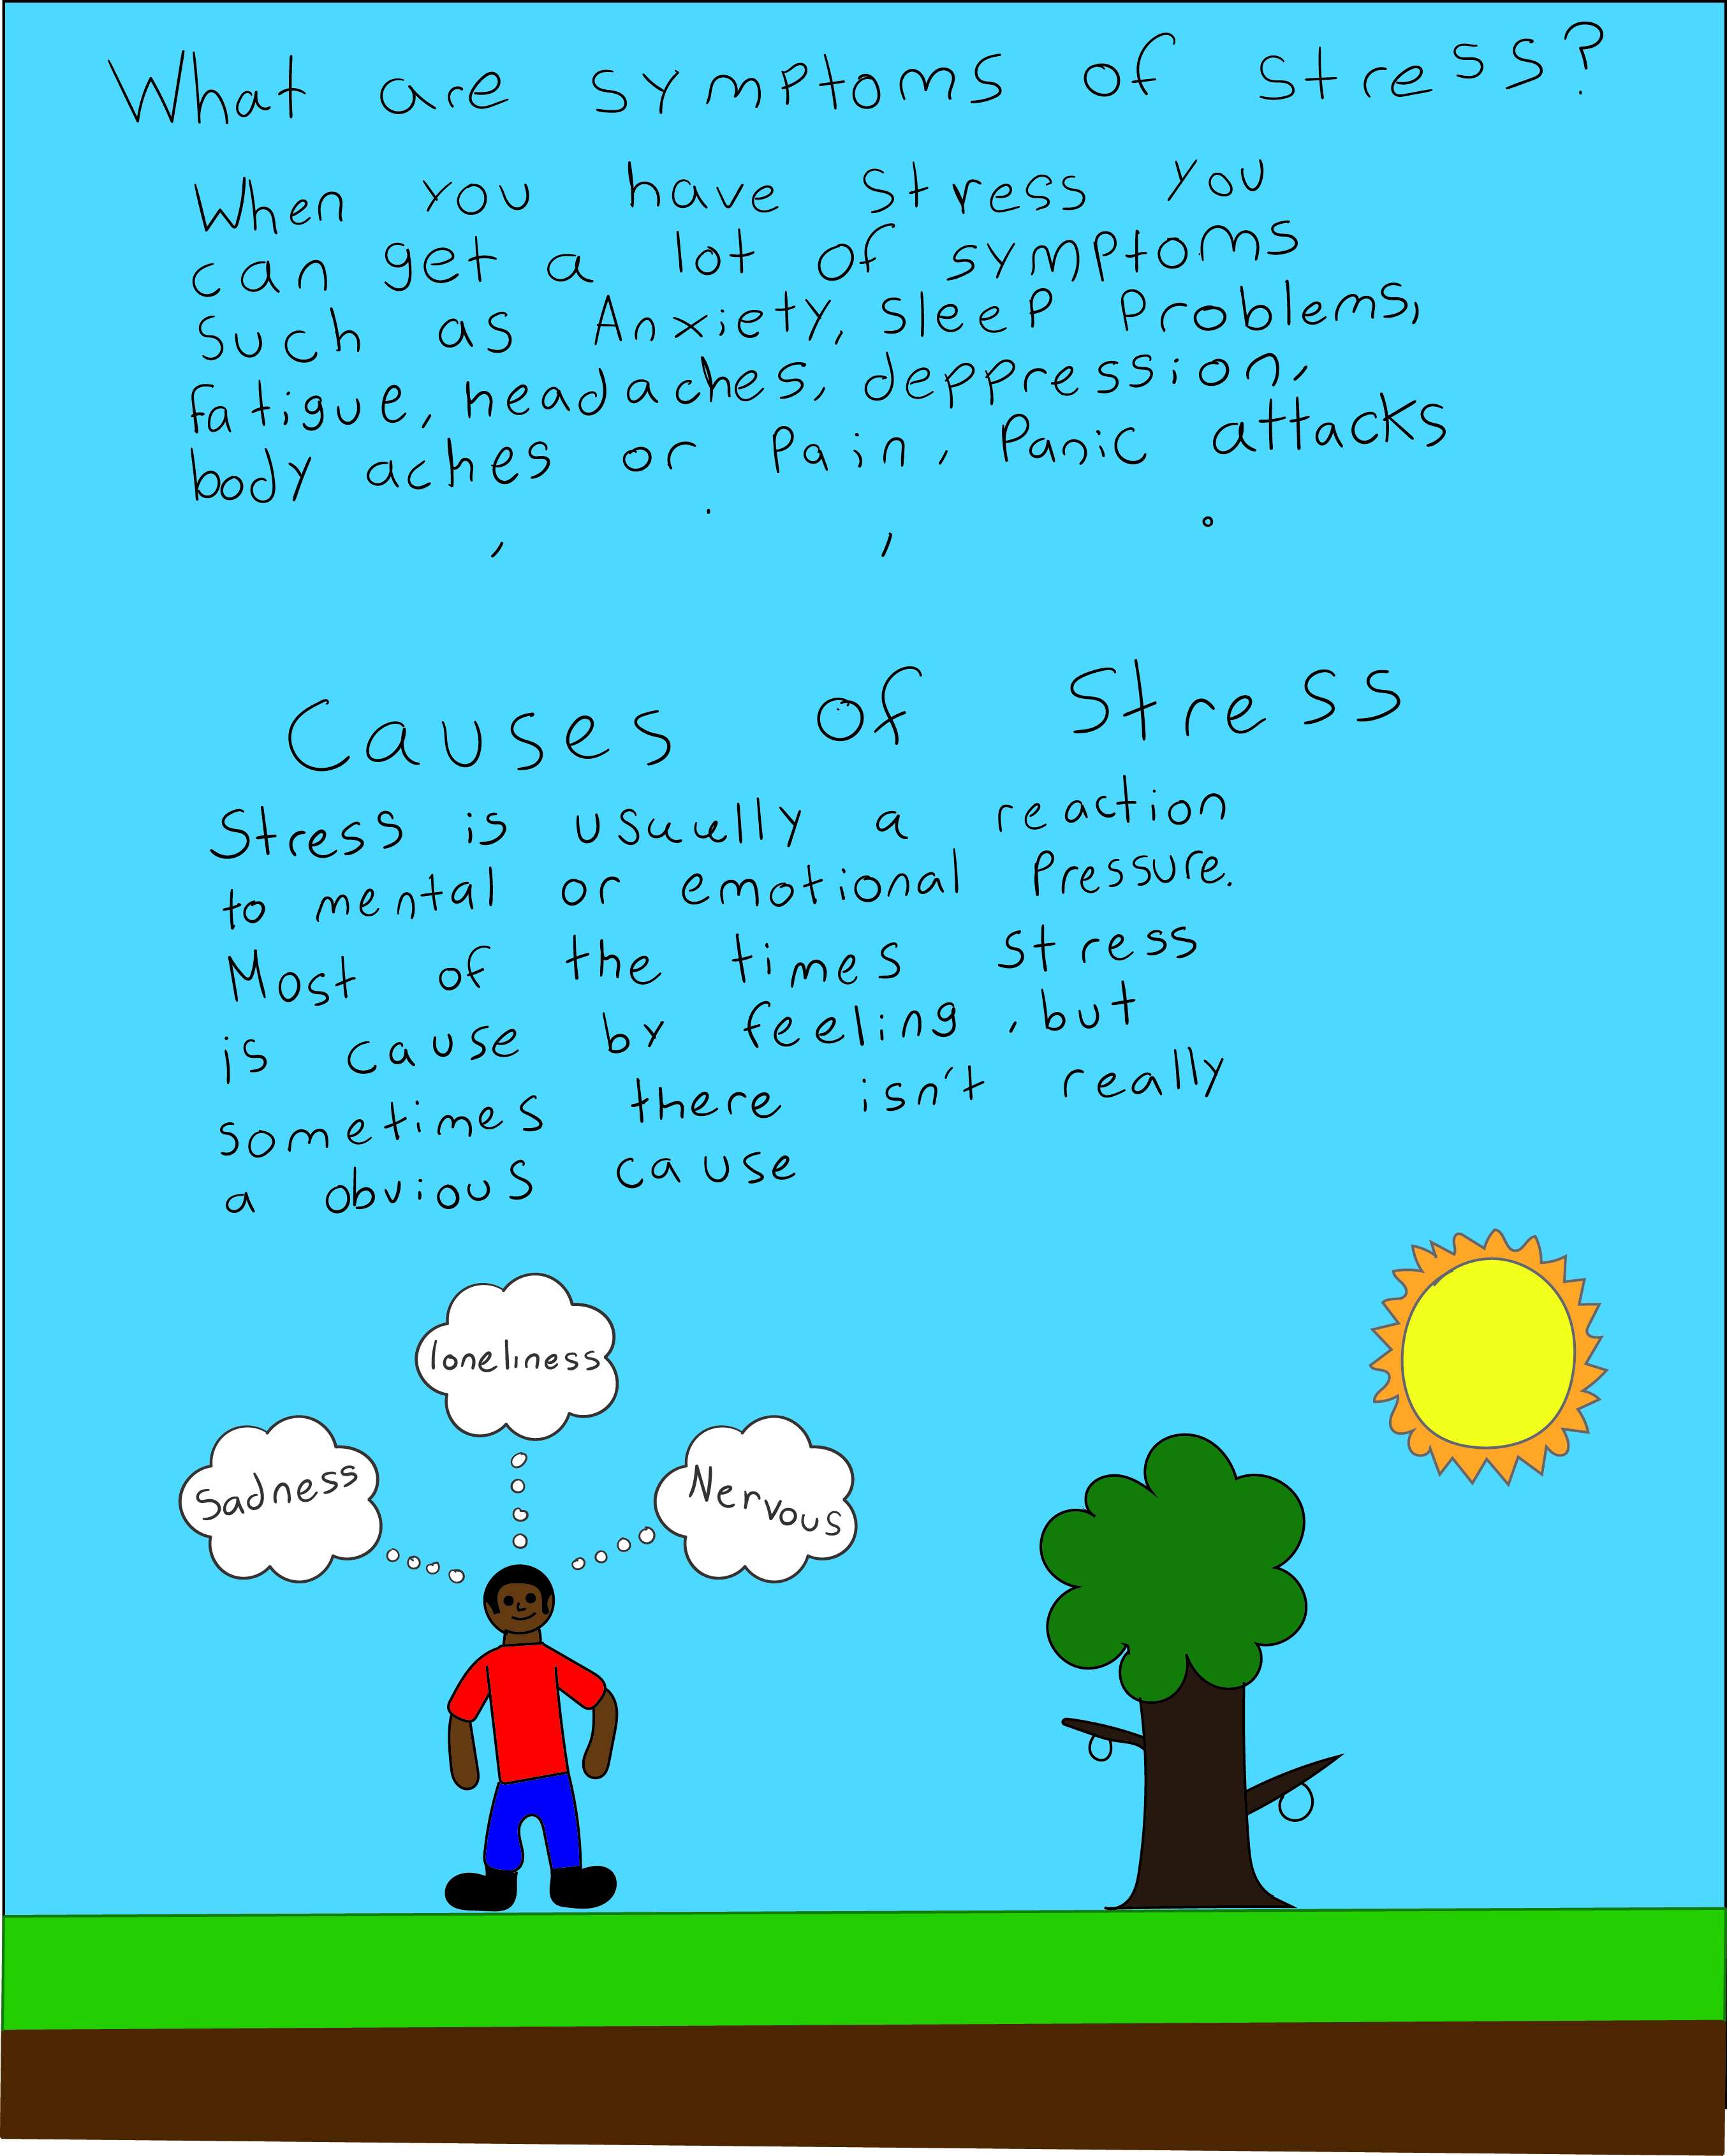 What are symptoms of stress?
When you have stress you
can get a lot of symptoms
Such as Anxiety, sleep problems,
fatigue, headaches, deppression,
body aches or pain, panic attacks
Causes of Stress
Stress is usually a reaction
to mental or emotional pressure.
Most of the times stress
is cause by feeling, but
sometimes there isn't really
a obvious cause
loneliness
Sadness
Nervous